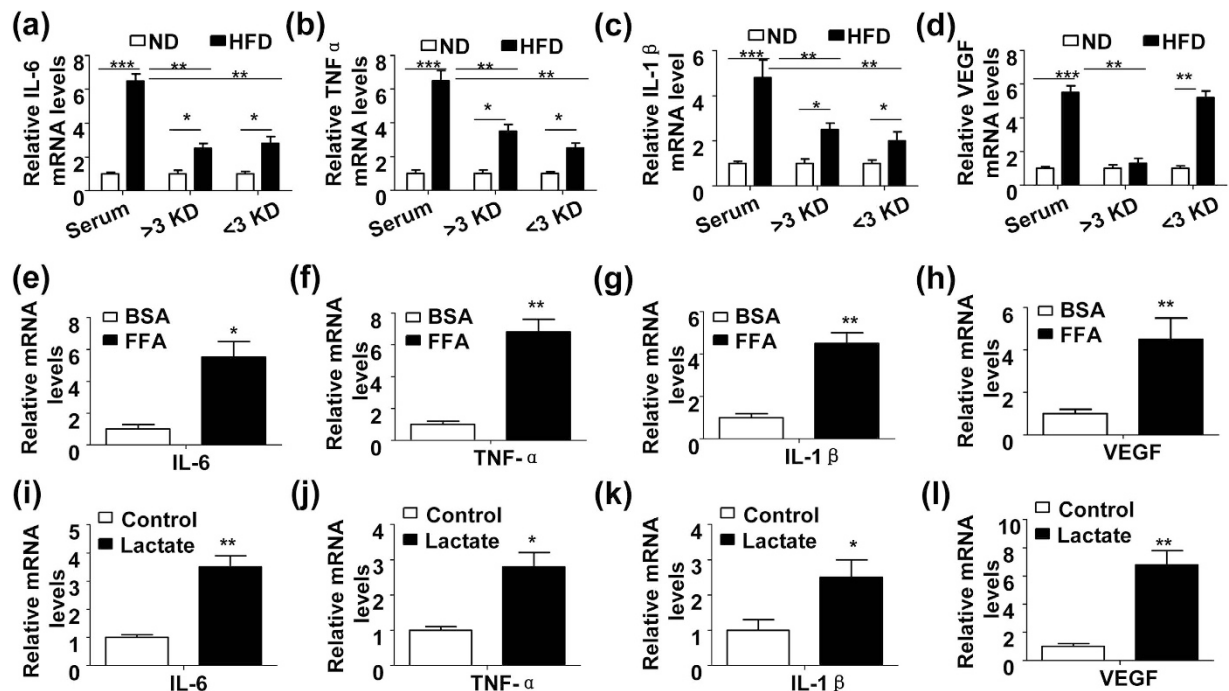 (a)
ND HFD
Relative IL-6
mRNA levels
8
6
4
2
0
*** **
**
*
*
Serum >3 KD <3 KD
(b)
ND HFD
Relative TNF α
mRNA levels
8
6
4
2
0
*** **
**
*
*
Serum >3 KD <3 KD
(c)
ND HFD
Relative IL-1 β
mRNA level
6
4
2
0
*** **
**
*
*
Serum >3 KD <3 KD
(d)
ND HFD
Relative VEGF
mRNA levels
8
6
4
2
0
*** **
**
Serum >3 KD <3 KD
(e)
BSA
FFA
Relative mRNA
levels
8
6
4
2
0
*
IL-6
(f)
BSA
FFA
Relative mRNA
levels
8
6
4
2
0
**
TNF- α
(g)
BSA
FFA
Relative mRNA
levels
6
4
2
0
**
IL-1 β
(h)
BSA
FFA
Relative mRNA
levels
6
4
2
0
**
VEGF
(i)
Control
Lactate
Relative mRNA
levels
5
4
3
2
1
0
**
IL-6
(j)
Control
Lactate
Relative mRNA
levels
4
3
2
1
0
*
TNF- α
(k)
Control
Lactate
Relative mRNA
levels
4
3
2
1
0
*
IL-1 β
(l)
Control
Lactate
Relative mRNA
levels
10
8
6
4
2
0
**
VEGF